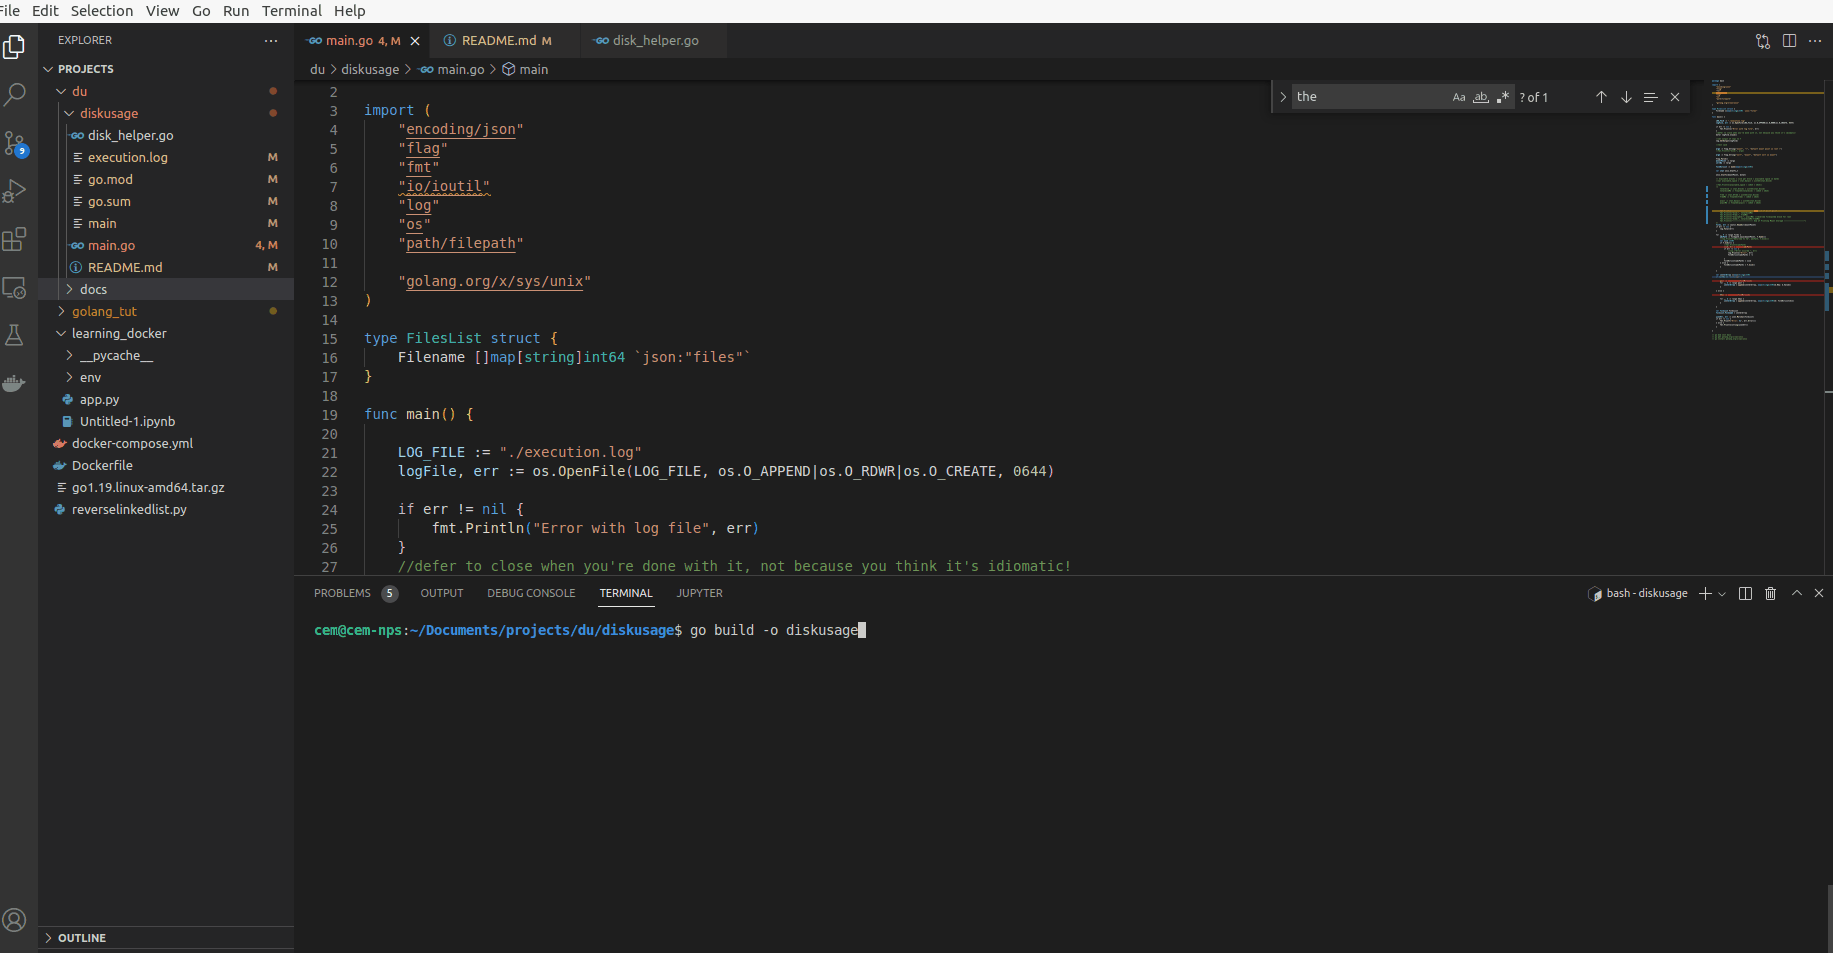 File Edit Selection View Go Run Terminal Help
EXPLORER
PROJECTS
du
diskusage
disk_helper.go
execution.log M
go.mod M
go.sum M
main M
main.go 4, M
README.md M
docs
golang_tut
learning_docker
__pycache__
env
app.py
Untitled-1.ipynb
docker-compose.yml
Dockerfile
go1.19.linux-amd64.tar.gz
reverselinkedlist.py
OUTLINE
9
main.go 4, M
README.md M
disk_helper.go
du > diskusage > main.go > main
the Aa ab ? of 1
2
3 import (
4 "encoding/json"
5 "flag"
6 "fmt
7 "io/ioutil"
8 "log"
9 "os"
10 "path/filepath"
11
12 "golang.org/x/sys/unix"
13 )
14
15 type FilesList struct {
16 Filename []map[string]int64 `json:"files"`
17 }
18
19 func main() {
20
21 LOG_FILE := "./execution.log"
22 logFile, err := os.OpenFile(LOG_FILE, os.O_APPEND|os.O_RDWR|os.O_CREATE, 0644)
23
24 if err != nil {
25 fmt.Println("Error with log file", err)
26 }
27 //defer to close when you're done with it, not because you think it's idiomatic!
PROBLEMS 5 OUTPUT DEBUG CONSOLE TERMINAL JUPYTER
bash - diskusage
cem@cem-nps:~/Documents/projects/du/diskusage$ go build -o diskusage